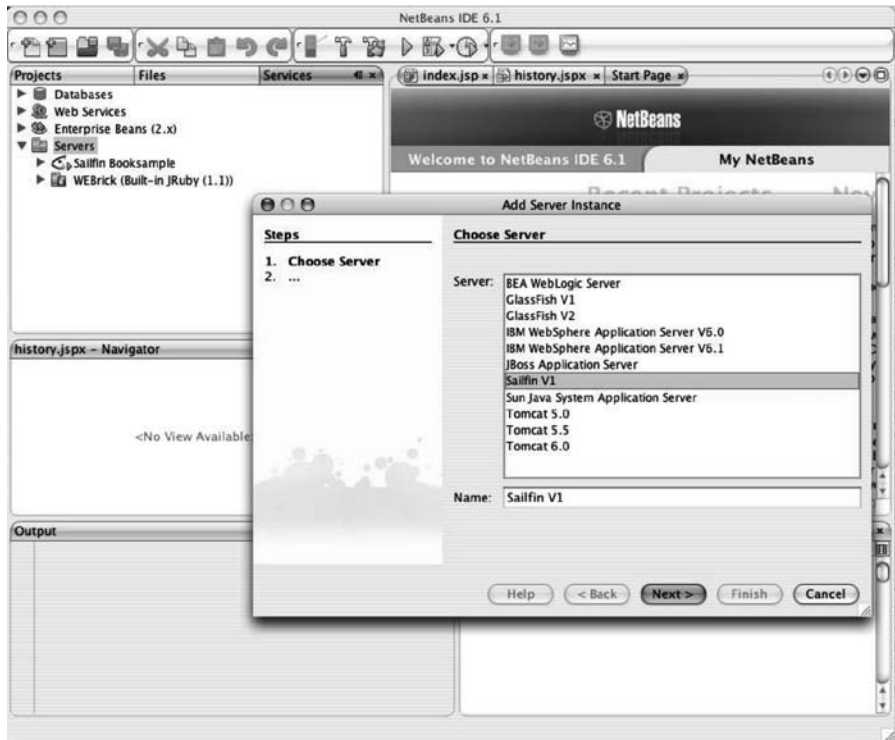 NetBeans IDE 6.1
Projects Files Services
index.jsp history.jspx Start Page
Databases
Web Services
Enterprise Beans (2.x)
Servers
Sailfin Booksample
WEBrick (Built-in JRuby (1.1))
NetBeans
Welcome to NetBeans IDE 6.1 My NetBeans
Recent Projects
Add Server Instance
Steps
1. Choose Server
2. ...
Choose Server
Server:
BEA WebLogic Server
GlassFish V1
GlassFish V2
IBM WebSphere Application Server V6.0
IBM WebSphere Application Server V6.1
JBoss Application Server
Sailfin V1
Sun Java System Application Server
Tomcat 5.0
Tomcat 5.5
Tomcat 6.0
Name: Sailfin V1
Help < Back Next > Finish Cancel
history.jspx - Navigator
<No View Available
Output